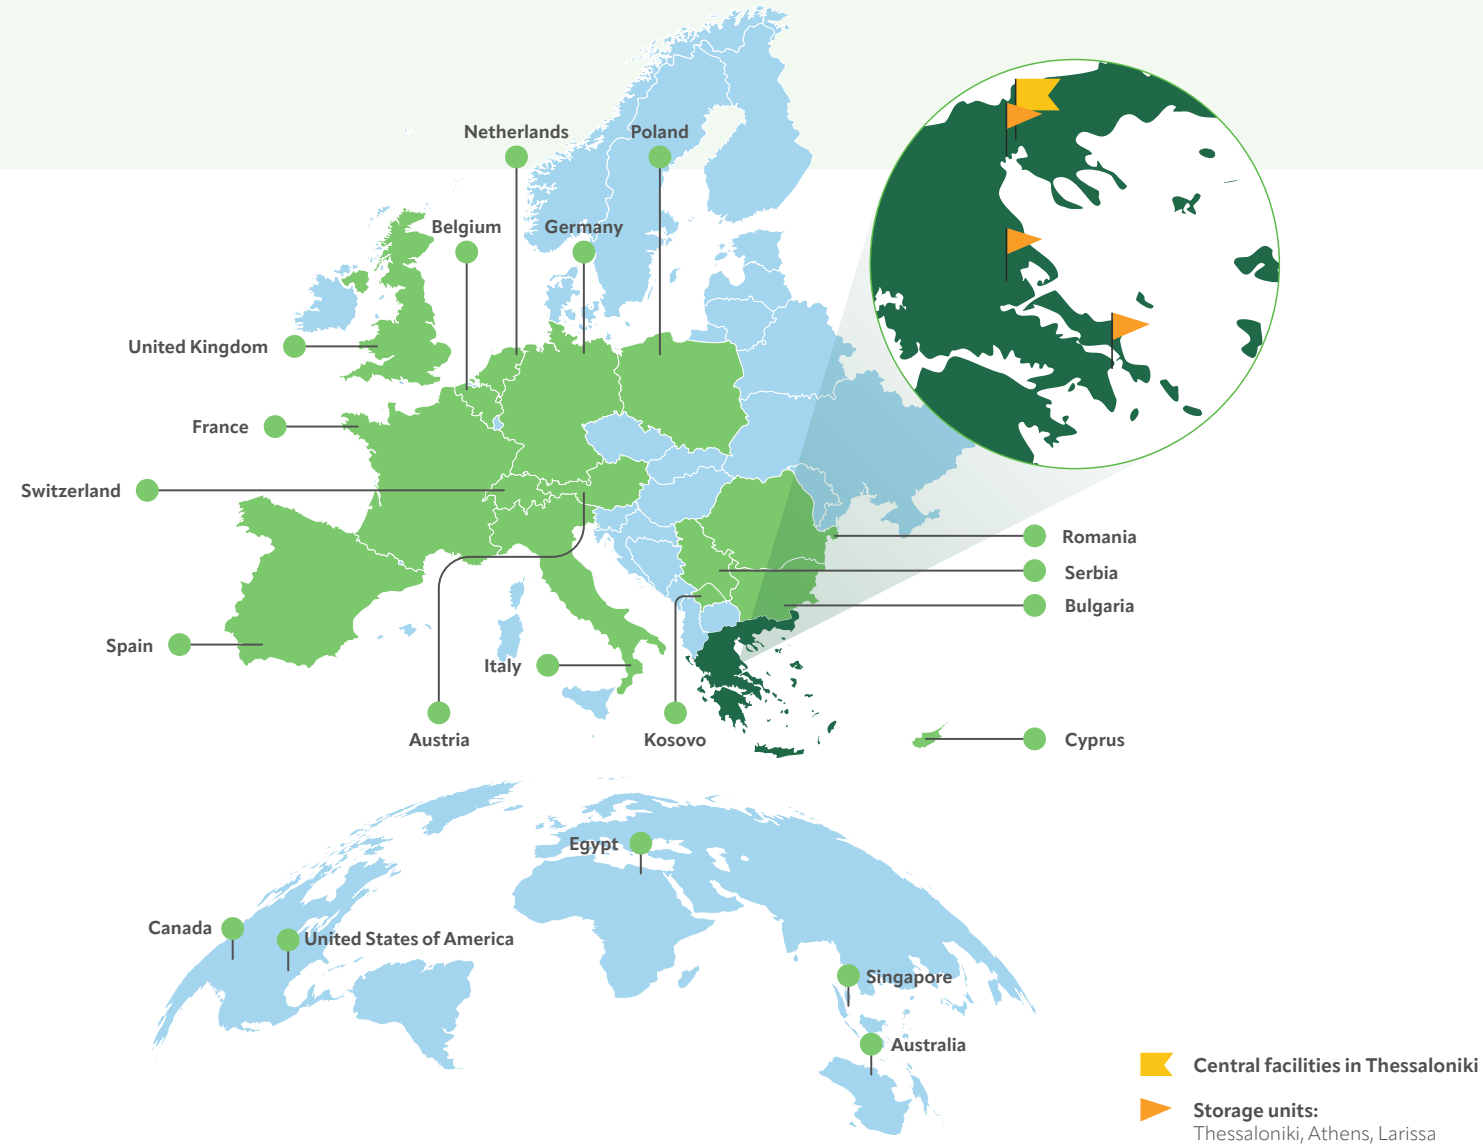 Netherlands
Poland
Belgium
Germany
United Kingdom
France
Switzerland
Romania
Serbia
Bulgaria
Spain
Italy
Austria
Kosovo
Cyprus
Egypt
Canada
United States of America
Singapore
Australia
Central facilities in Thessaloniki
Storage units:
Thessaloniki, Athens, Larissa